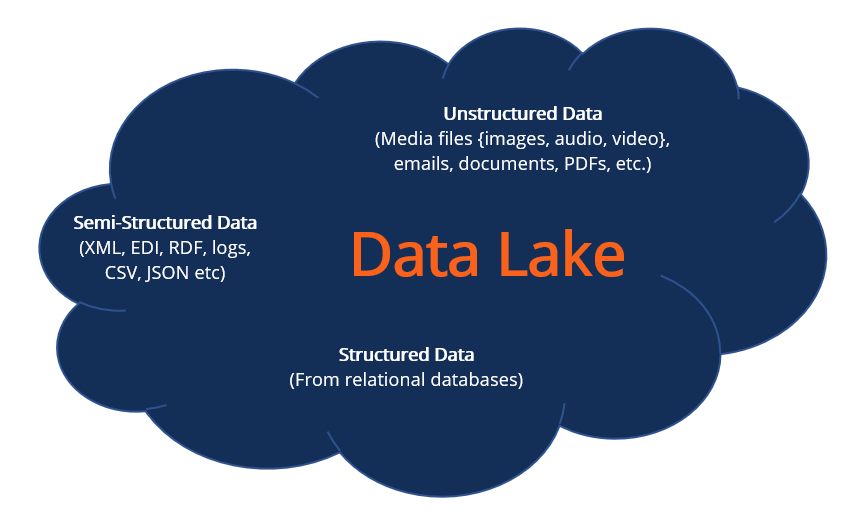 Unstructured Data
(Media files {images, audio, video},
emails, documents, PDFs, etc.)
Semi-Structured Data
(XML, EDI, RDF, logs,
CSV, JSON etc)
Data Lake
Structured Data
(From relational databases)